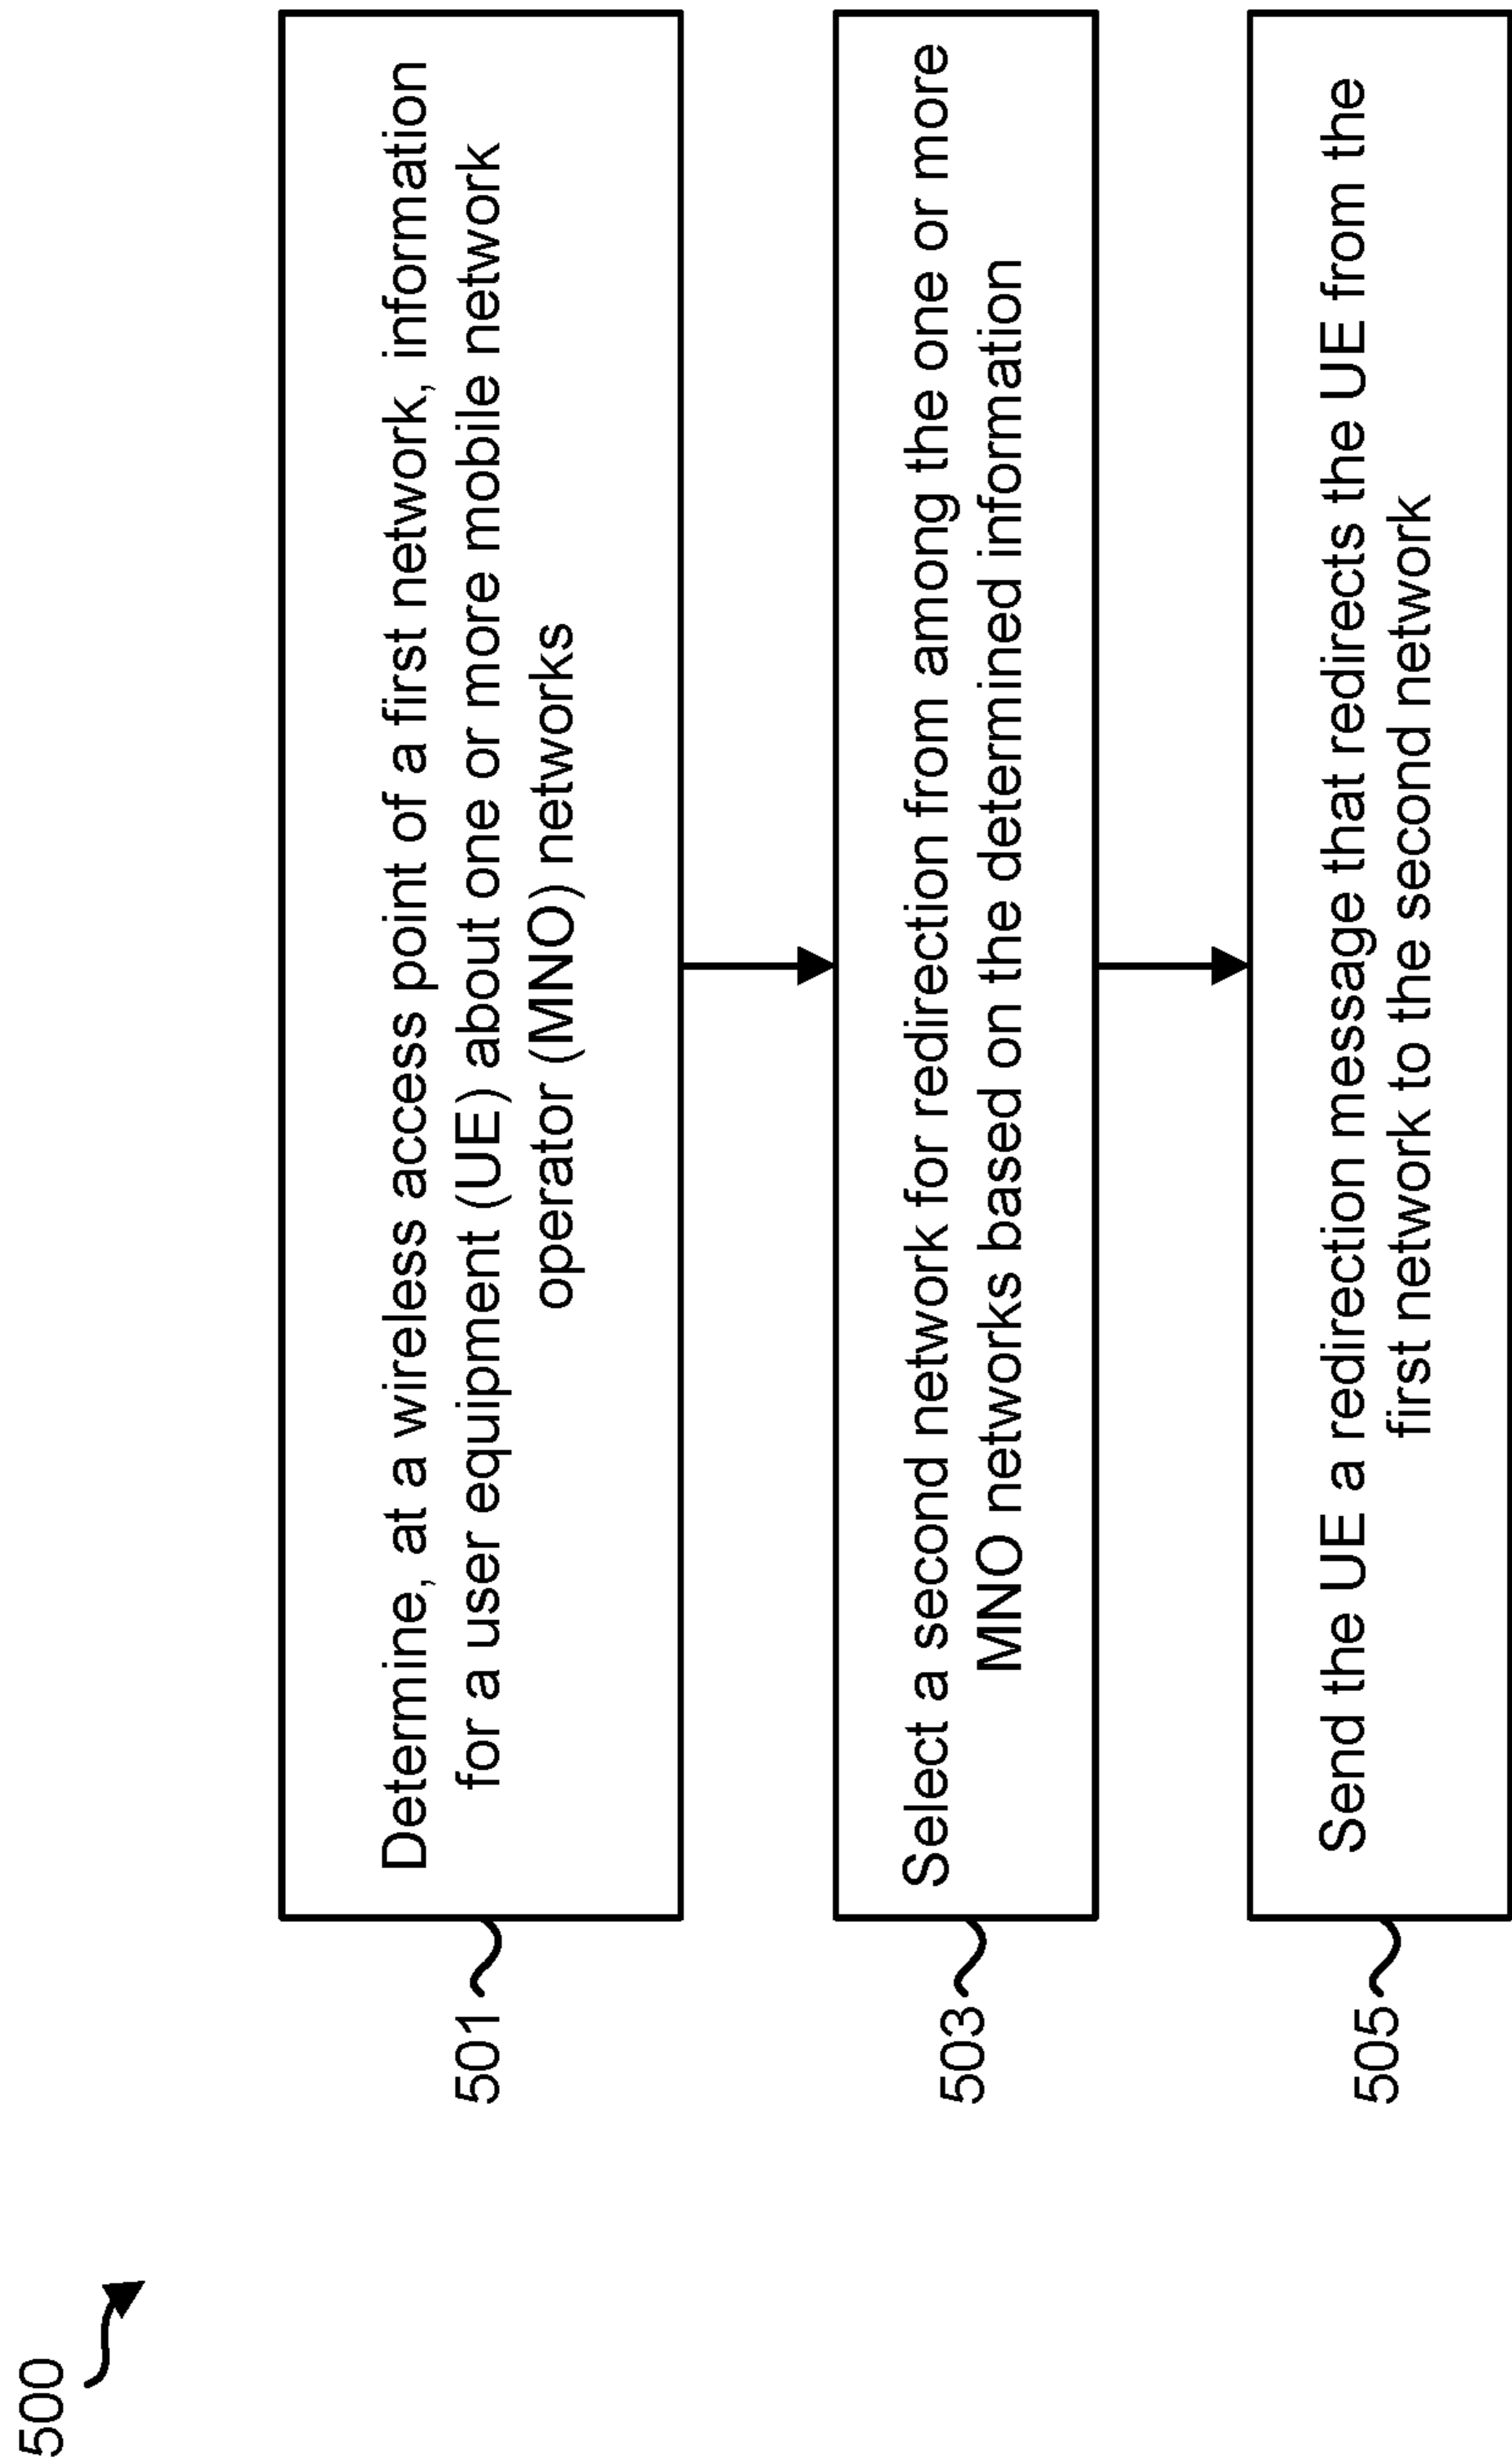 500
501
Determine, at a wireless access point of a first network, information
for a user equipment (UE) about one or more mobile network
operator (MNO) networks
503
Select a second network for redirection from among the one or more
MNO networks based on the determined information
505
Send the UE a redirection message that redirects the UE from the
first network to the second network